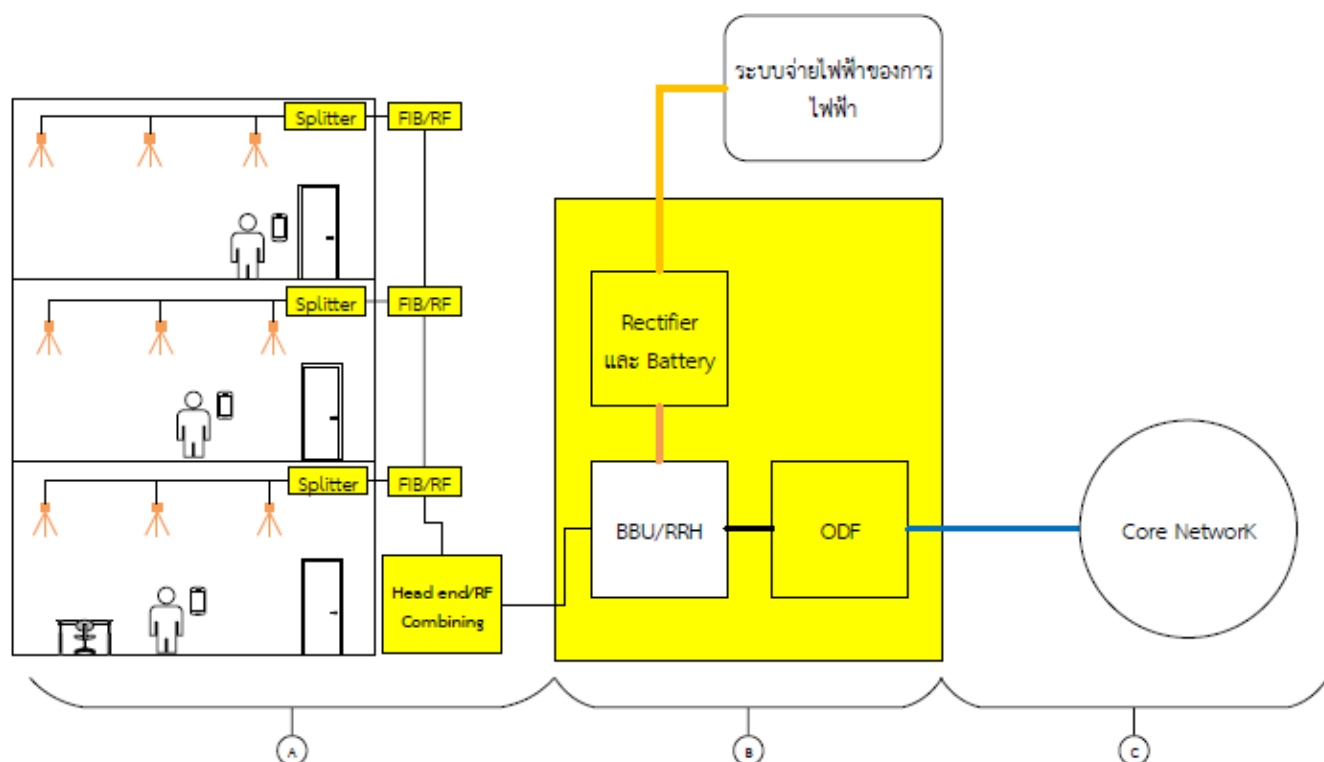 ระบบจ่ายไฟฟ้าของการ
ไฟฟ้า
Splitter
FIB/RF
Splitter
FIB/RF
Rectifier
และ Battery
Splitter
FIB/RF
BBU/RRH
ODF
Core NetworK
Head end/RF
Combining
A
B
C